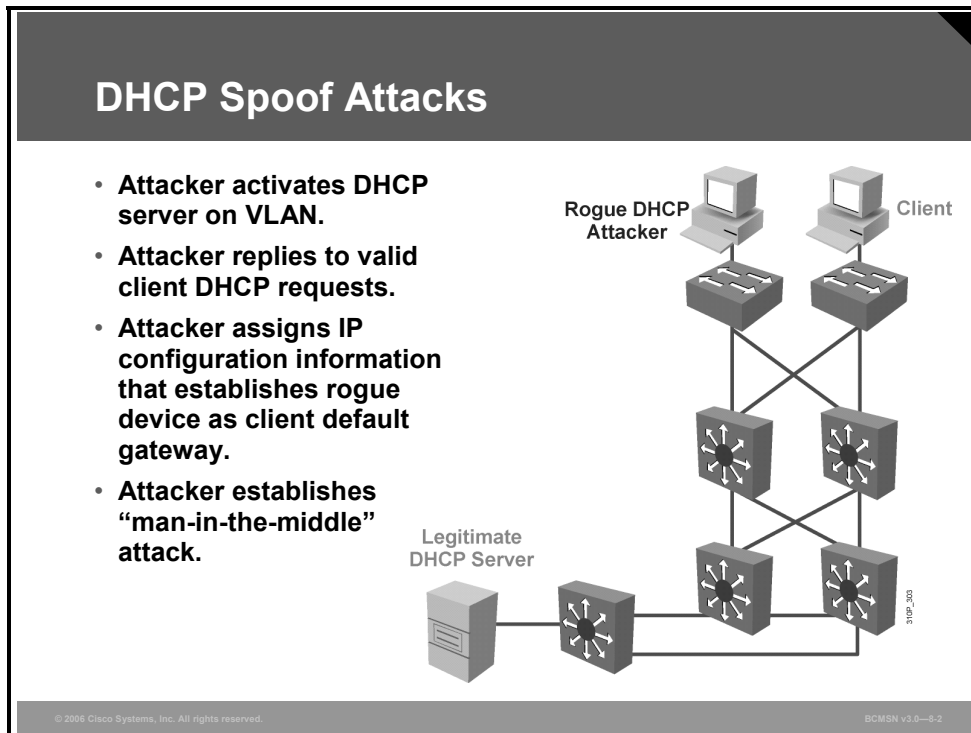 DHCP Spoof Attacks
• Attacker activates DHCP
server on VLAN.
• Attacker replies to valid
client DHCP requests.
• Attacker assigns IP
configuration information
that establishes rogue
device as client default
gateway.
• Attacker establishes
“man-in-the-middle”
attack.
Rogue DHCP
Attacker
Client
Legitimate
DHCP Server
310P_303
© 2006 Cisco Systems, Inc. All rights reserved.
BCMSN v3.0—8-2